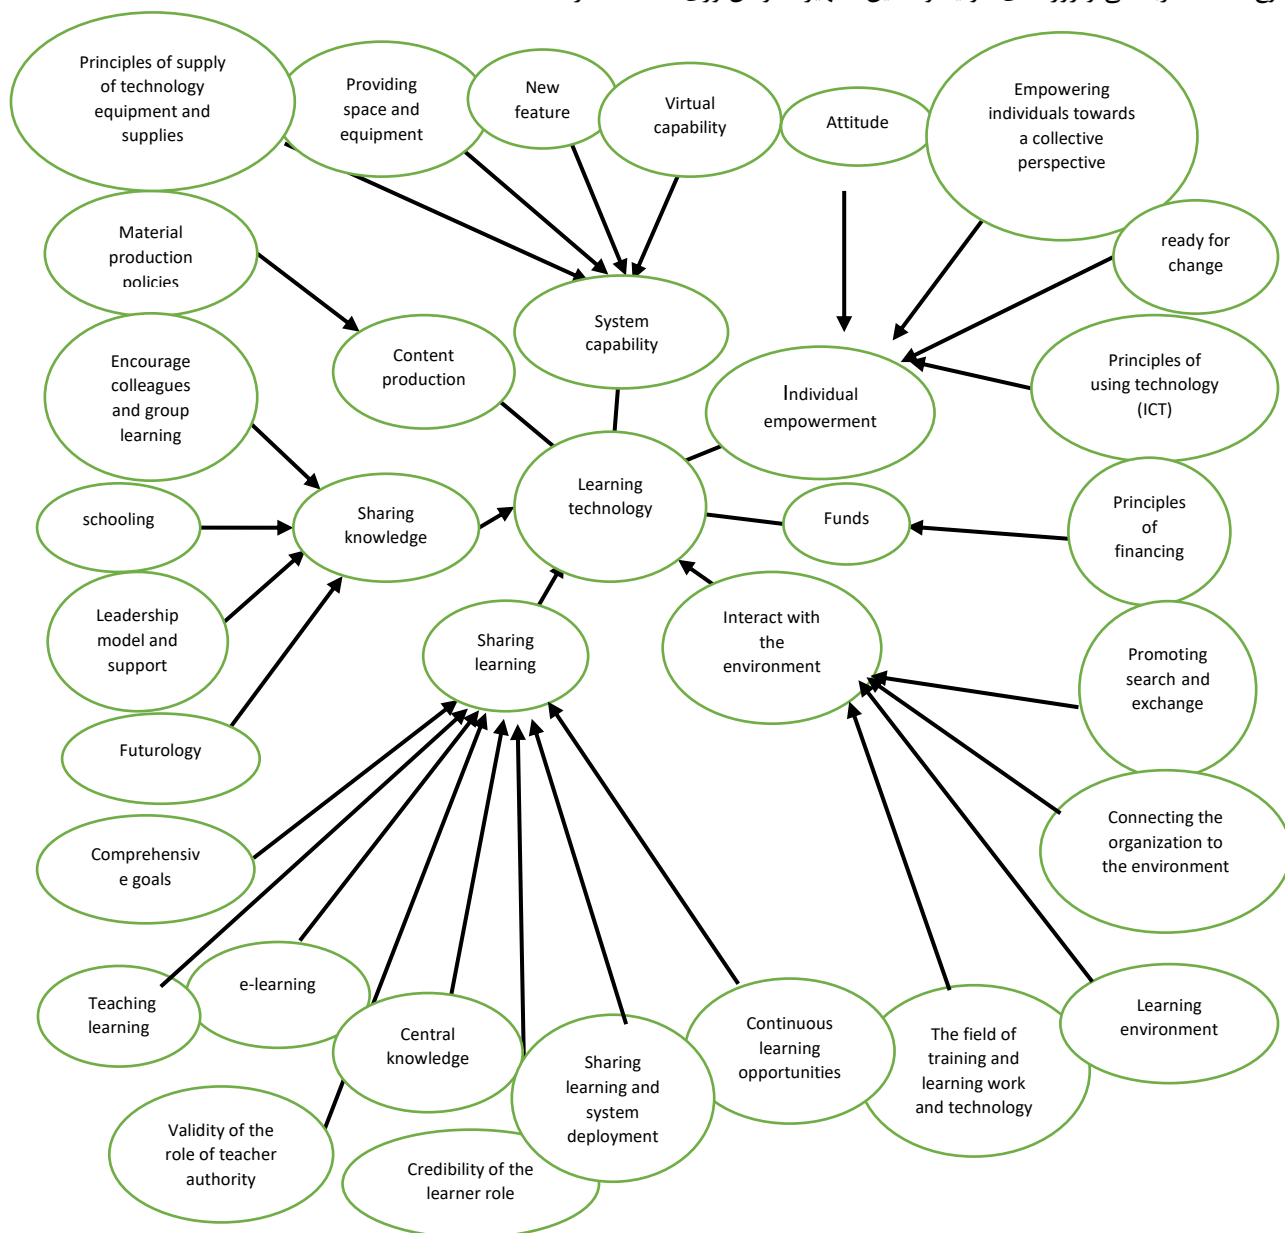 Principles of supply
of technology
equipment and
supplies
Providing
space and
equipment
New
feature
Virtual
capability
Attitude
Empowering
individuals towards
a collective
perspective
ready for
change
Material
production
policies
System
capability
Content
production
Individual
empowerment
Principles of
using technology
(ICT)
Encourage
colleagues
and group
learning
Learning
technology
Sharing
knowledge
schooling
Funds
Principles
of
financing
Leadership
model and
support
Sharing
learning
Interact with
the
environment
Promoting
search and
exchange
Futurology
Comprehensiv
e goals
Connecting the
organization to
the environment
Teaching
learning
e-learning
Central
knowledge
Sharing
learning and
system
deployment
Continuous
learning
opportunities
The field of
training and
learning work
and technology
Learning
environment
Validity of the
role of teacher
authority
Credibility of the
learner role